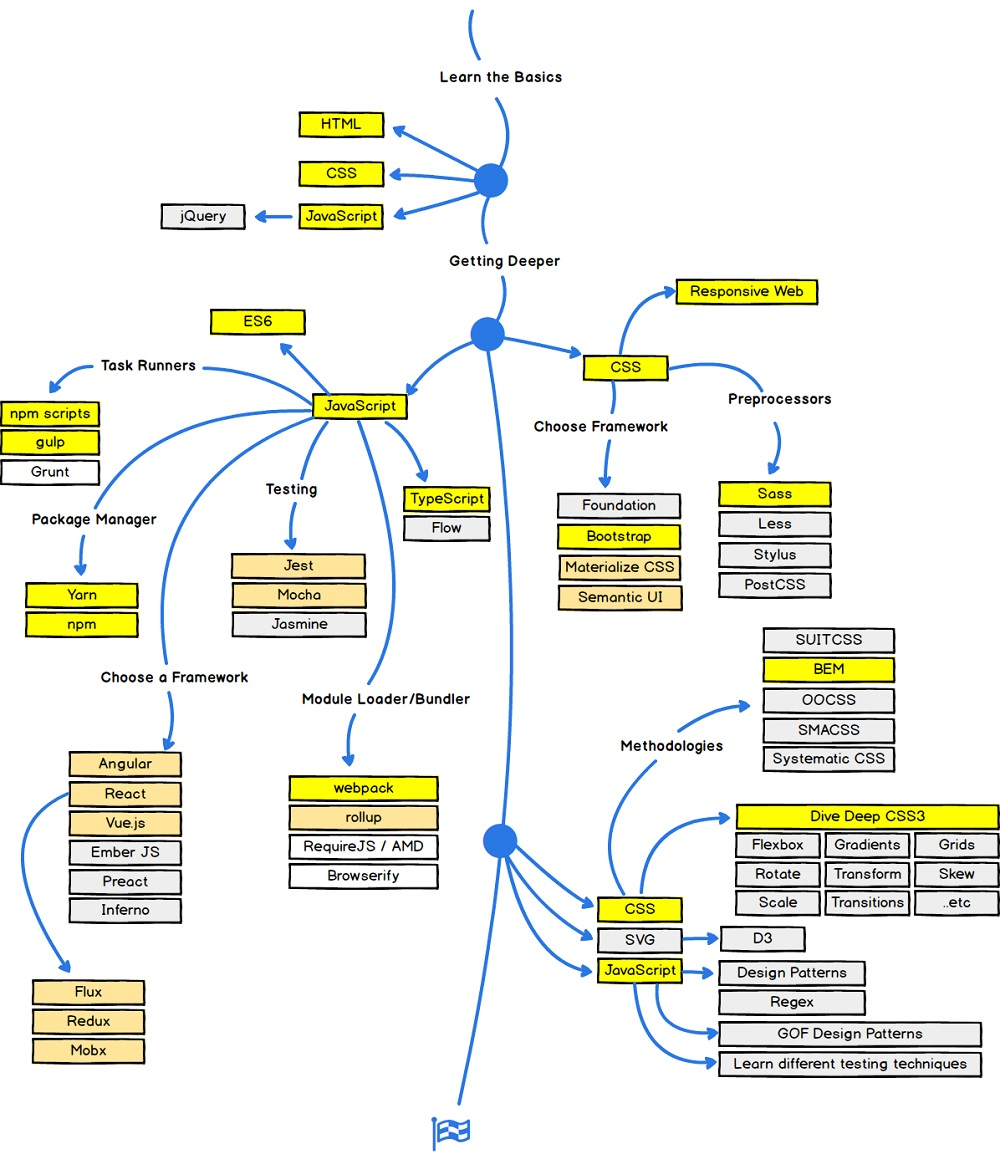 Learn the Basics
HTML
CSS
jQuery
JavaScript
Getting Deeper
Responsive Web
ES6
CSS
Task Runners
npm scripts
gulp
Grunt
JavaScript
Preprocessors
Choose Framework
Package Manager
Testing
TypeScript
Flow
Foundation
Bootstrap
Materialize CSS
Semantic UI
Sass
Less
Stylus
PostCSS
Yarn
npm
Jest
Mocha
Jasmine
Choose a Framework
Module Loader/Bundler
SUITCSS
BEM
OOCSS
SMACSS
Systematic CSS
Methodologies
Angular
React
Vue.js
Ember JS
Preact
Inferno
webpack
rollup
RequireJS / AMD
Browserify
Dive Deep CSS3
Flexbox Gradients Grids
Rotate Transform Skew
Scale Transitions ..etc
CSS
SVG
D3
JavaScript
Design Patterns
Regex
GOF Design Patterns
Learn different testing techniques
Flux
Redux
Mobx